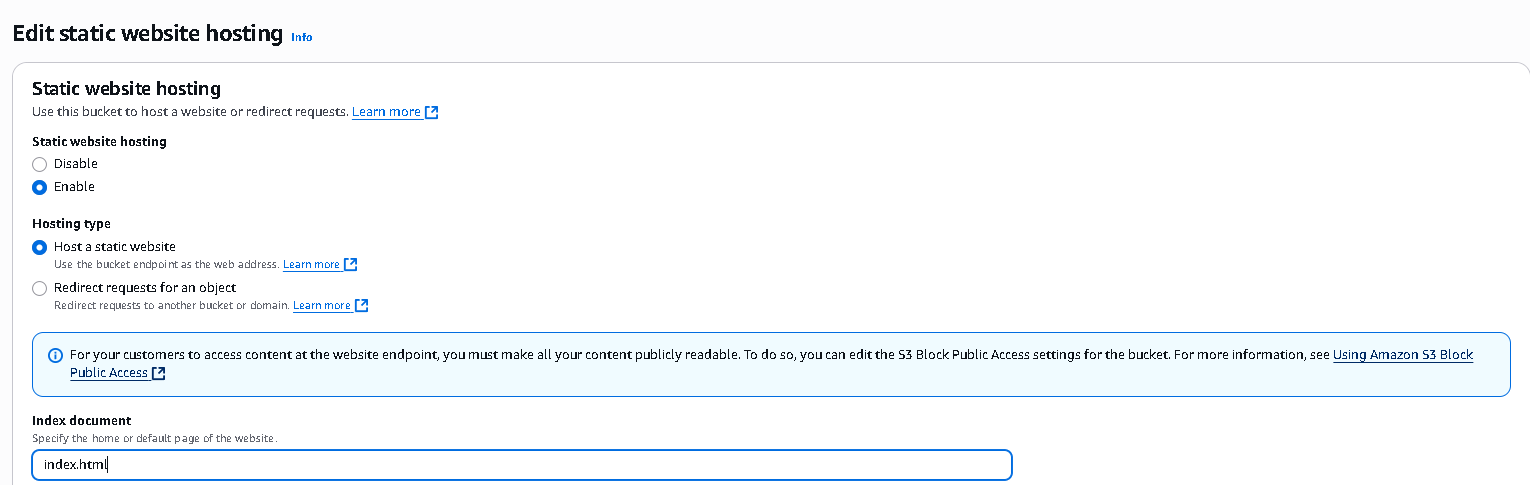 Edit static website hosting Info
Static website hosting
Use this bucket to host a website or redirect requests. Learn more
Static website hosting
Disable
Enable
Hosting type
Host a static website
Use the bucket endpoint as the web address. Learn more
Redirect requests for an object
Redirect requests to another bucket or domain. Learn more
For your customers to access content at the website endpoint, you must make all your content publicly readable. To do so, you can edit the S3 Block Public Access settings for the bucket. For more information, see Using Amazon S3 Block
Public Access
Index document
Specify the home or default page of the website.
index.html